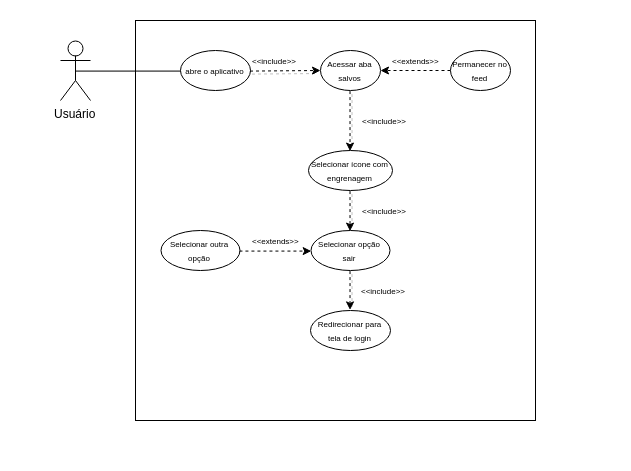 Usuário
abre o aplicativo
<<include>>
Acessar aba
salvos
<<extends>>
Permanecer no
feed
<<include>>
Selecionar ícone com
engrenagem
<<include>>
Selecionar outra
opção
<<extends>>
Selecionar opção
sair
<<include>>
Redirecionar para
tela de login